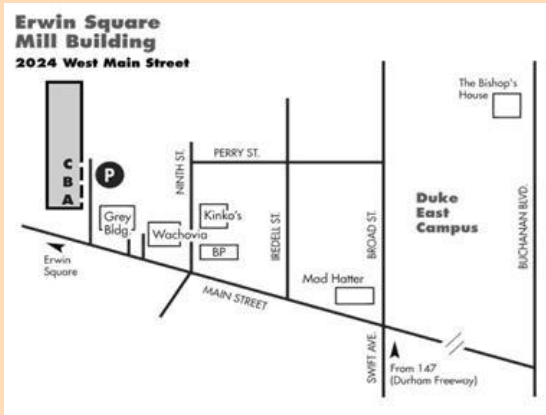 Erwin Square
Mill Building
2024 West Main Street
The Bishop's
House
C
B
A
P
NINTH ST.
PERRY ST.
Grey
Bldg.
Wachovia
Kinko's
BP
IREDELL ST.
BROAD ST.
Duke
East
Campus
BUCHANAN BLVD.
Erwin
Square
MAIN STREET
Mad Hatter
SWIFT AVE.
From 147
(Durham Freeway)